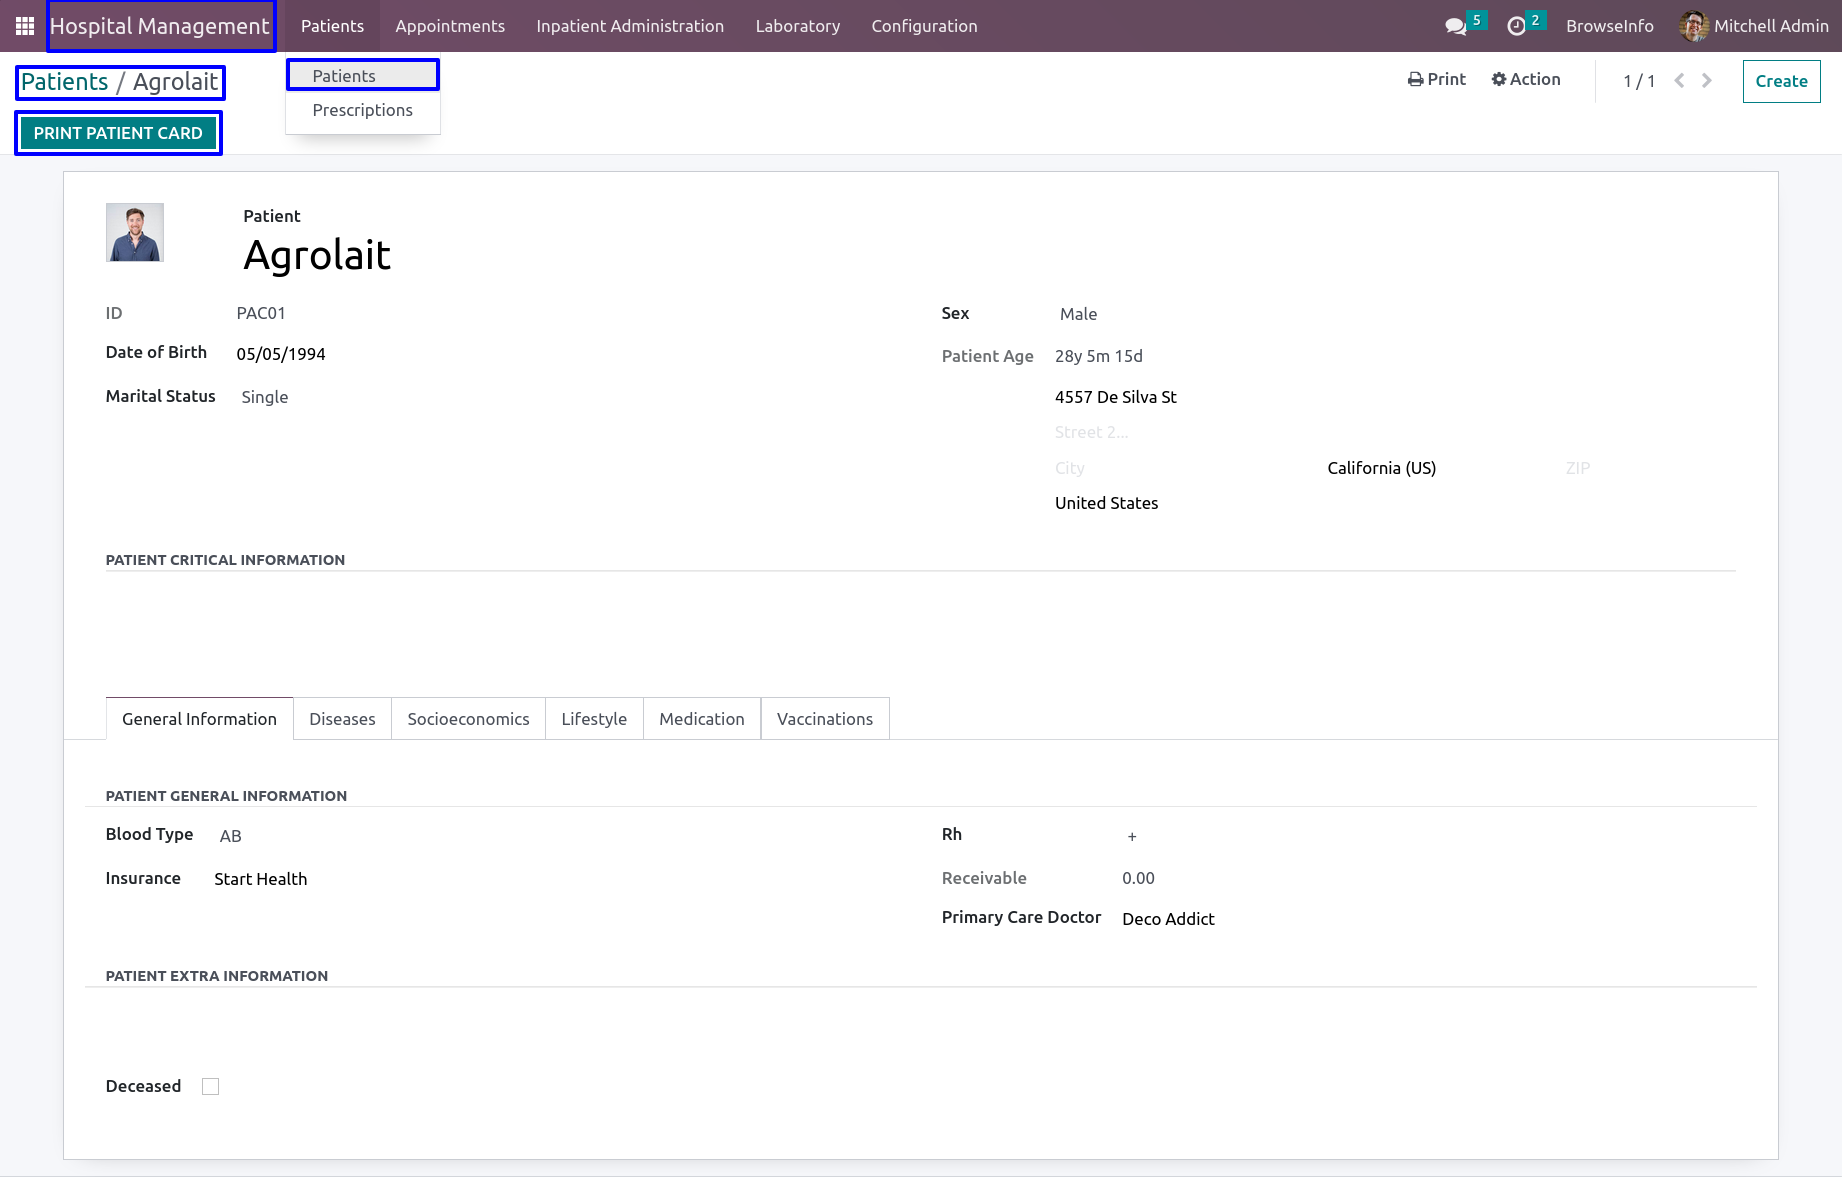 Hospital Management Patients Appointments Inpatient Administration Laboratory Configuration 5 2 BrowseInfo Mitchell Admin
Patients / Agrolait
Patients
Prescriptions
Print Action 1 / 1 Create
PRINT PATIENT CARD
Patient
Agrolait
ID PAC01
Sex Male
Date of Birth 05/05/1994
Patient Age 28y 5m 15d
Marital Status Single
4557 De Silva St
Street 2...
City California (US) ZIP
United States
PATIENT CRITICAL INFORMATION
General Information Diseases Socioeconomics Lifestyle Medication Vaccinations
PATIENT GENERAL INFORMATION
Blood Type AB
Rh +
Insurance Start Health
Receivable 0.00
Primary Care Doctor Deco Addict
PATIENT EXTRA INFORMATION
Deceased